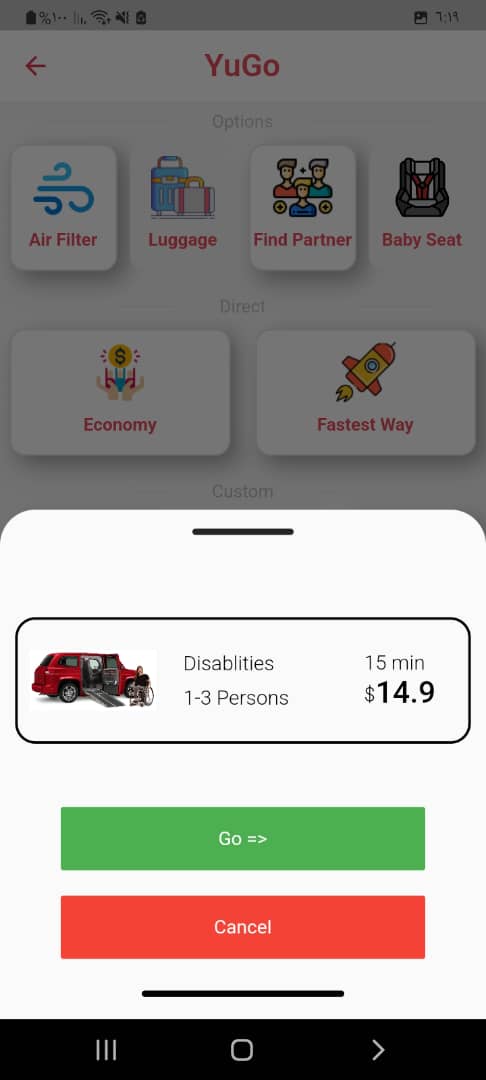 %١٠٠
٦:١٩
YuGo
Options
Air Filter
Luggage
Find Partner
Baby Seat
Direct
Economy
Fastest Way
Custom
Disablities
15 min
1-3 Persons
$14.9
Go =>
Cancel